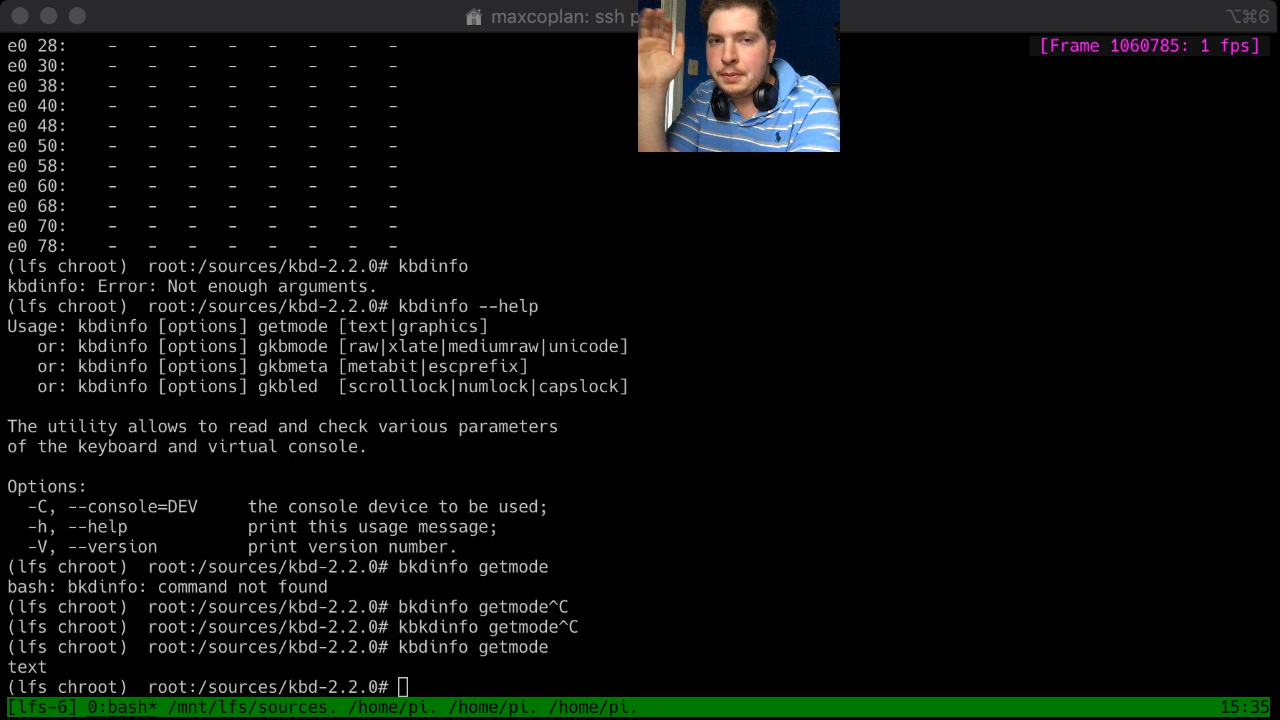 maxcoplan: ssh
⌥⌘6
[Frame 1060785: 1 fps]
e0 28:    -   -   -   -   -   -   -   -
e0 30:    -   -   -   -   -   -   -   -
e0 38:    -   -   -   -   -   -   -   -
e0 40:    -   -   -   -   -   -   -   -
e0 48:    -   -   -   -   -   -   -   -
e0 50:    -   -   -   -   -   -   -   -
e0 58:    -   -   -   -   -   -   -   -
e0 60:    -   -   -   -   -   -   -   -
e0 68:    -   -   -   -   -   -   -   -
e0 70:    -   -   -   -   -   -   -   -
e0 78:    -   -   -   -   -   -   -   -
(lfs chroot)  root:/sources/kbd-2.2.0# kbdinfo
kbdinfo: Error: Not enough arguments.
(lfs chroot)  root:/sources/kbd-2.2.0# kbdinfo --help
Usage: kbdinfo [options] getmode [text|graphics]
   or: kbdinfo [options] gkbmode [raw|xlate|mediumraw|unicode]
   or: kbdinfo [options] gkbmeta [metabit|escprefix]
   or: kbdinfo [options] gkbled  [scrolllock|numlock|capslock]
The utility allows to read and check various parameters
of the keyboard and virtual console.
Options:
  -C, --console=DEV     the console device to be used;
  -h, --help            print this usage message;
  -V, --version         print version number.
(lfs chroot)  root:/sources/kbd-2.2.0# bkdinfo getmode
bash: bkdinfo: command not found
(lfs chroot)  root:/sources/kbd-2.2.0# bkdinfo getmode^C
(lfs chroot)  root:/sources/kbd-2.2.0# kbkdinfo getmode^C
(lfs chroot)  root:/sources/kbd-2.2.0# kbdinfo getmode
text
(lfs chroot)  root:/sources/kbd-2.2.0#
[lfs-6] 0:bash* /mnt/lfs/sources. /home/pi. /home/pi. /home/pi. 15:35